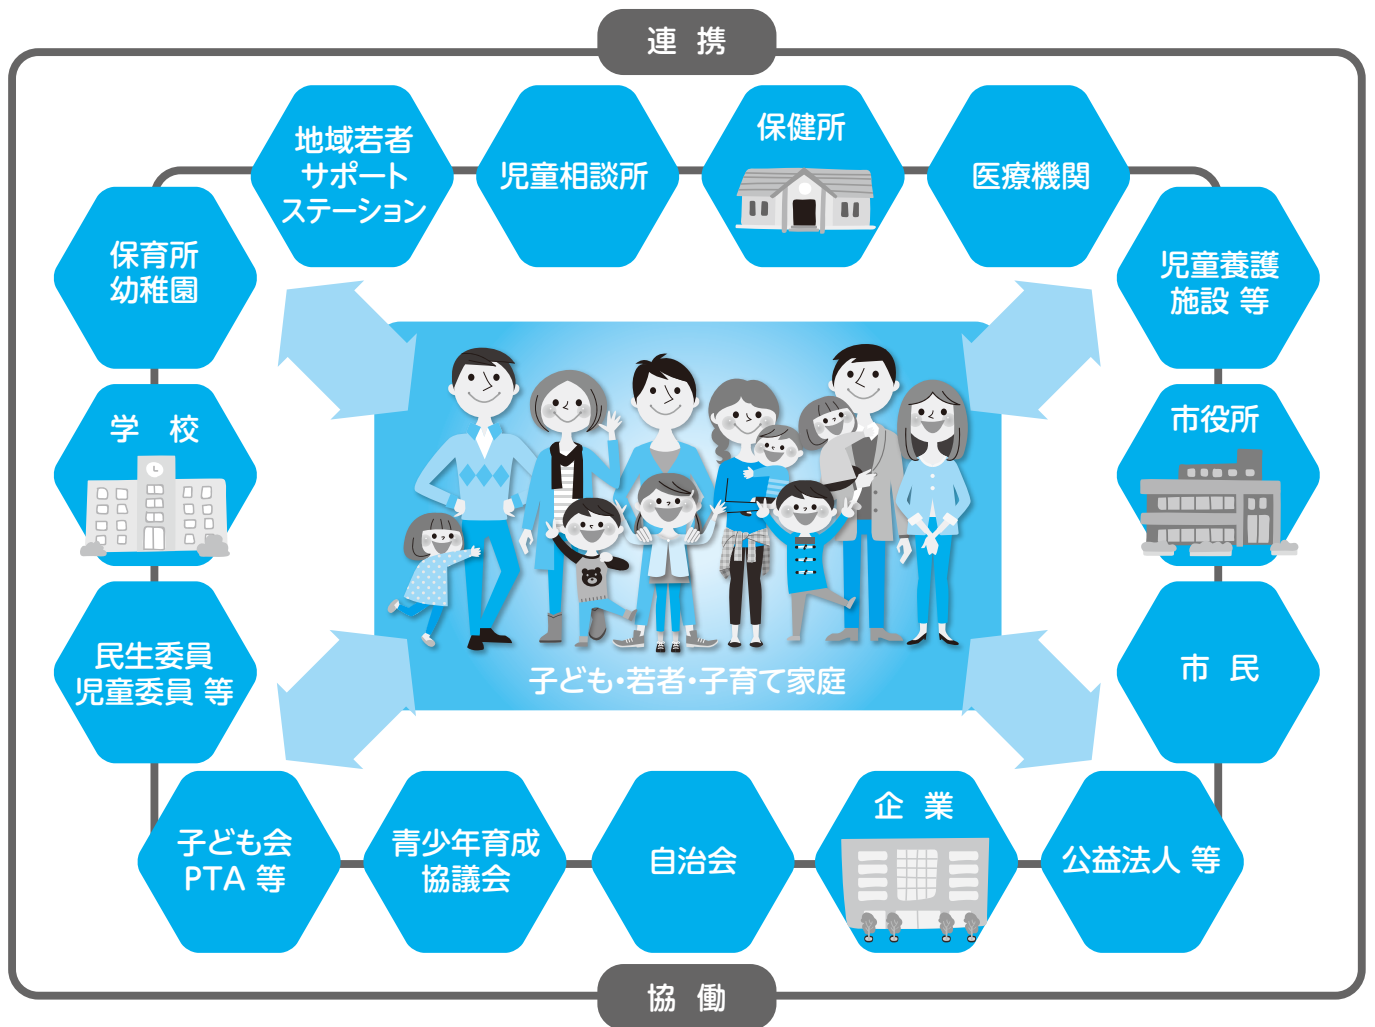 連 携
地域若者
サポート
ステーション
児童相談所
保健所
医療機関
保育所
幼稚園
児童養護
施設 等
学 校
市役所
民生委員
児童委員 等
市 民
子ども・若者・子育て家庭
子ども会
PTA 等
青少年育成
協議会
自治会
企 業
公益法人 等
協 働